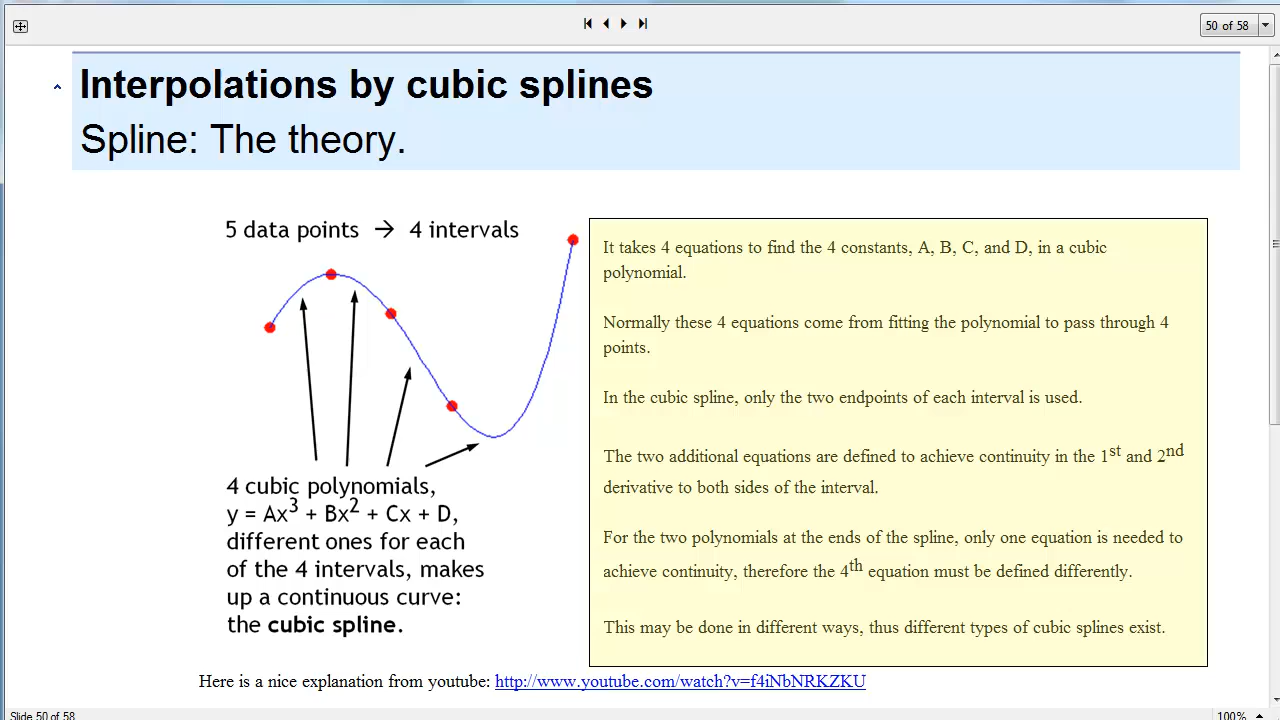 50 of 58
Interpolations by cubic splines
Spline: The theory.
5 data points → 4 intervals
4 cubic polynomials,
y = Ax³ + Bx² + Cx + D,
different ones for each
of the 4 intervals, makes
up a continuous curve:
the cubic spline.
It takes 4 equations to find the 4 constants, A, B, C, and D, in a cubic
polynomial.
Normally these 4 equations come from fitting the polynomial to pass through 4
points.
In the cubic spline, only the two endpoints of each interval is used.
The two additional equations are defined to achieve continuity in the 1st and 2nd
derivative to both sides of the interval.
For the two polynomials at the ends of the spline, only one equation is needed to
achieve continuity, therefore the 4th equation must be defined differently.
This may be done in different ways, thus different types of cubic splines exist.
Here is a nice explanation from youtube: http://www.youtube.com/watch?v=f4iNbNRKZKU
Slide 50 of 58
100%